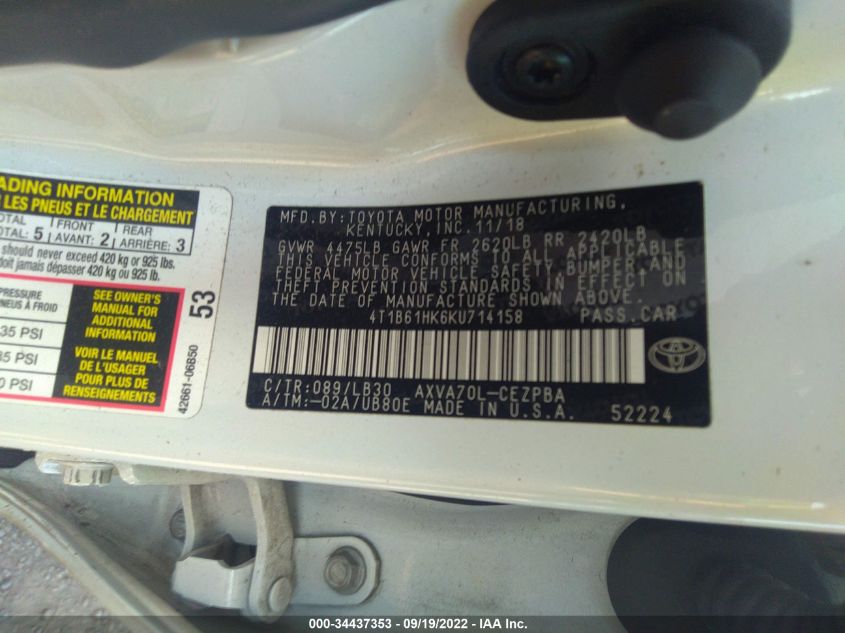 ADING INFORMATION
LES PNEUS ET LE CHARGEMENT
TOTAL 5 FRONT AVANT: 2 REAR ARRIÈRE: 3
should never exceed 420 kg or 925 lbs.
doit jamais dépasser 420 kg ou 925 lb.
PRESSURE
PNEUS À FROID
35 PSI
35 PSI
0 PSI
SEE OWNER'S
MANUAL FOR
ADDITIONAL
INFORMATION
VOIR LE MANUEL
DE L'USAGER
POUR PLUS DE
RENSEIGNEMENTS
53
42661-06B50
MFD. BY: TOYOTA MOTOR MANUFACTURING,
KENTUCKY, INC. 11/18
GVWR 4475LB GAWR FR 2620LB RR 2420LB
THIS VEHICLE CONFORMS TO ALL APPLICABLE
FEDERAL MOTOR VEHICLE SAFETY, BUMPER, AND
THEFT PREVENTION STANDARDS IN EFFECT ON
THE DATE OF MANUFACTURE SHOWN ABOVE.
4T1B61HK6KU714158 PASS.CAR
C/TR:089/LB30 AXVA70L-CEZPBA
A/TM:-02A7UB80E MADE IN U.S.A. 52224
TOYOTA
000-34437353 - 09/19/2022 - IAA Inc.